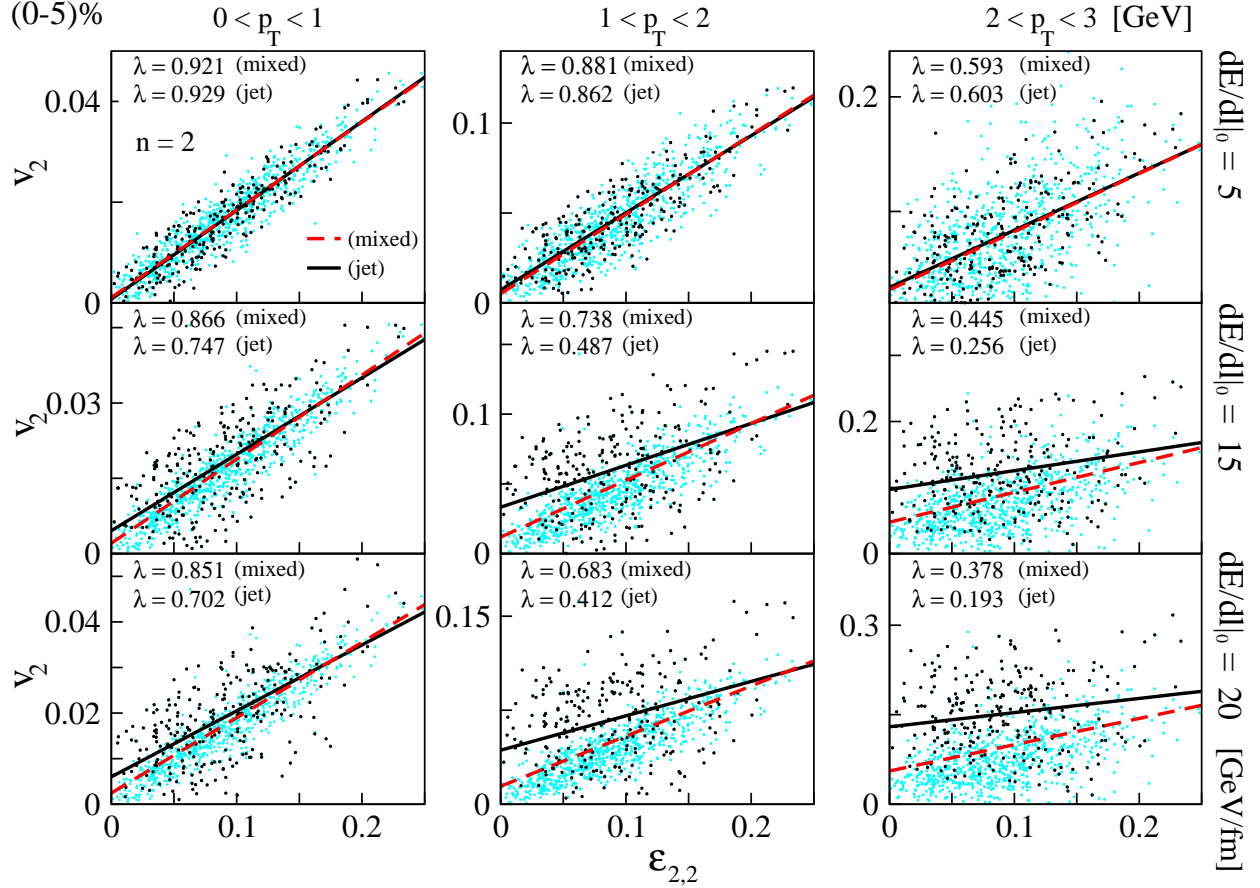 (0-5)%
0 < p_T < 1
1 < p_T < 2
2 < p_T < 3 [GeV]
λ = 0.921 (mixed)
λ = 0.929 (jet)
n = 2
(mixed)
(jet)
v_2
0.04
0
λ = 0.881 (mixed)
λ = 0.862 (jet)
0.1
0
λ = 0.593 (mixed)
λ = 0.603 (jet)
0.2
0
dE/dl|_0 = 5
λ = 0.866 (mixed)
λ = 0.747 (jet)
v_2
0.03
0
λ = 0.738 (mixed)
λ = 0.487 (jet)
0.1
0
λ = 0.445 (mixed)
λ = 0.256 (jet)
0.2
0
dE/dl|_0 = 15
λ = 0.851 (mixed)
λ = 0.702 (jet)
v_2
0.04
0.02
0
λ = 0.683 (mixed)
λ = 0.412 (jet)
0.15
0
λ = 0.378 (mixed)
λ = 0.193 (jet)
0.3
0
dE/dl|_0 = 20 [GeV/fm]
0 0.1 0.2
0 0.1 0.2
0 0.1 0.2
ε_{2,2}